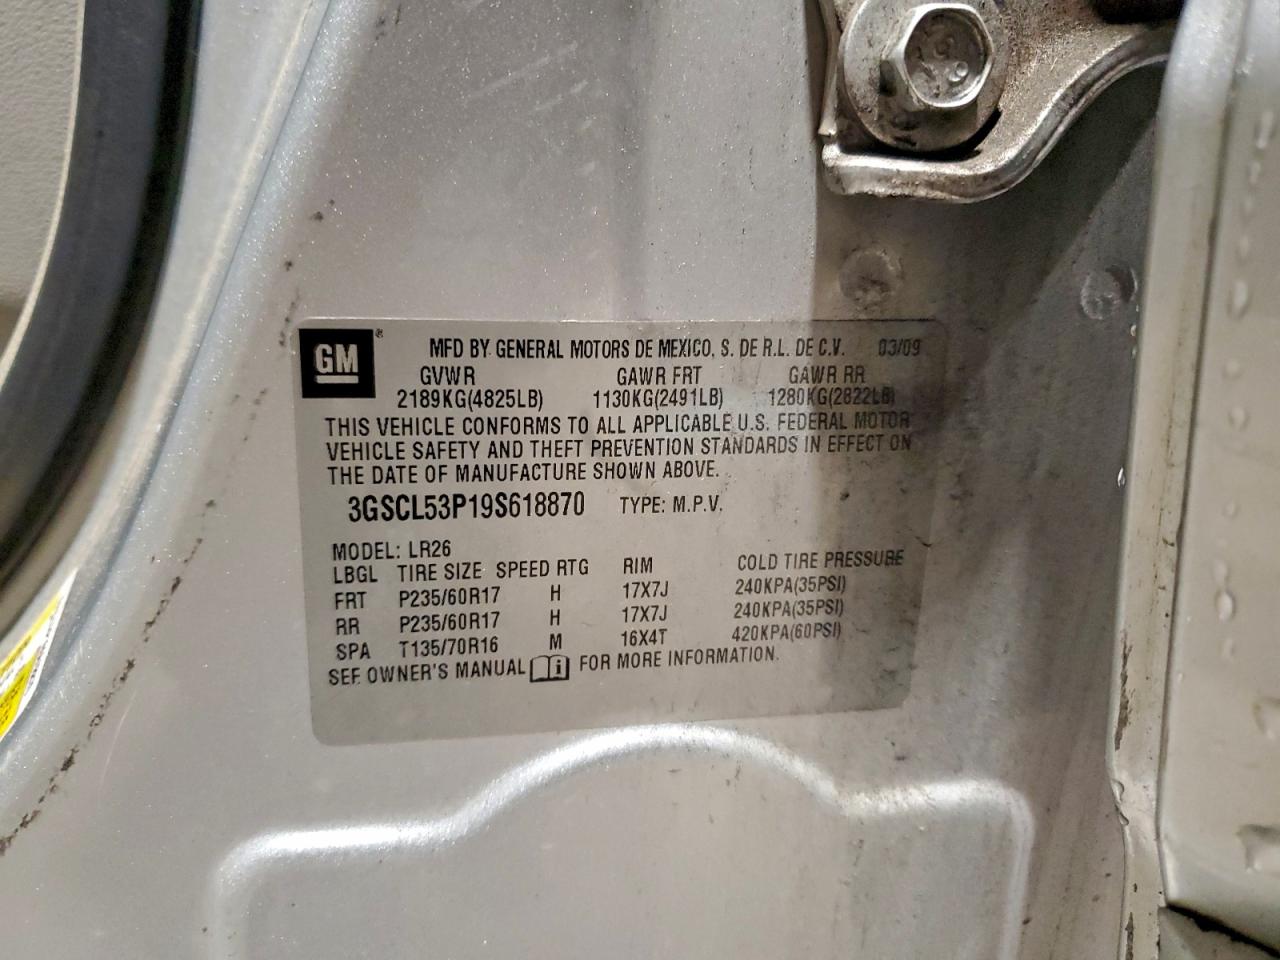 GM ® MFD BY GENERAL MOTORS DE MEXICO, S. DE R.L. DE C.V. 03/09
GVWR GAWR FRT GAWR RR
2189KG(4825LB) 1130KG(2491LB) 1280KG(2822LB)
THIS VEHICLE CONFORMS TO ALL APPLICABLE U.S. FEDERAL MOTOR
VEHICLE SAFETY AND THEFT PREVENTION STANDARDS IN EFFECT ON
THE DATE OF MANUFACTURE SHOWN ABOVE.
3GSCL53P19S618870 TYPE: M.P.V.
MODEL: LR26
LBGL TIRE SIZE SPEED RTG RIM COLD TIRE PRESSURE
FRT P235/60R17 H 17X7J 240KPA(35PSI)
RR P235/60R17 H 17X7J 240KPA(35PSI)
SPA T135/70R16 M 16X4T 420KPA(60PSI)
SEE OWNER'S MANUAL i FOR MORE INFORMATION.